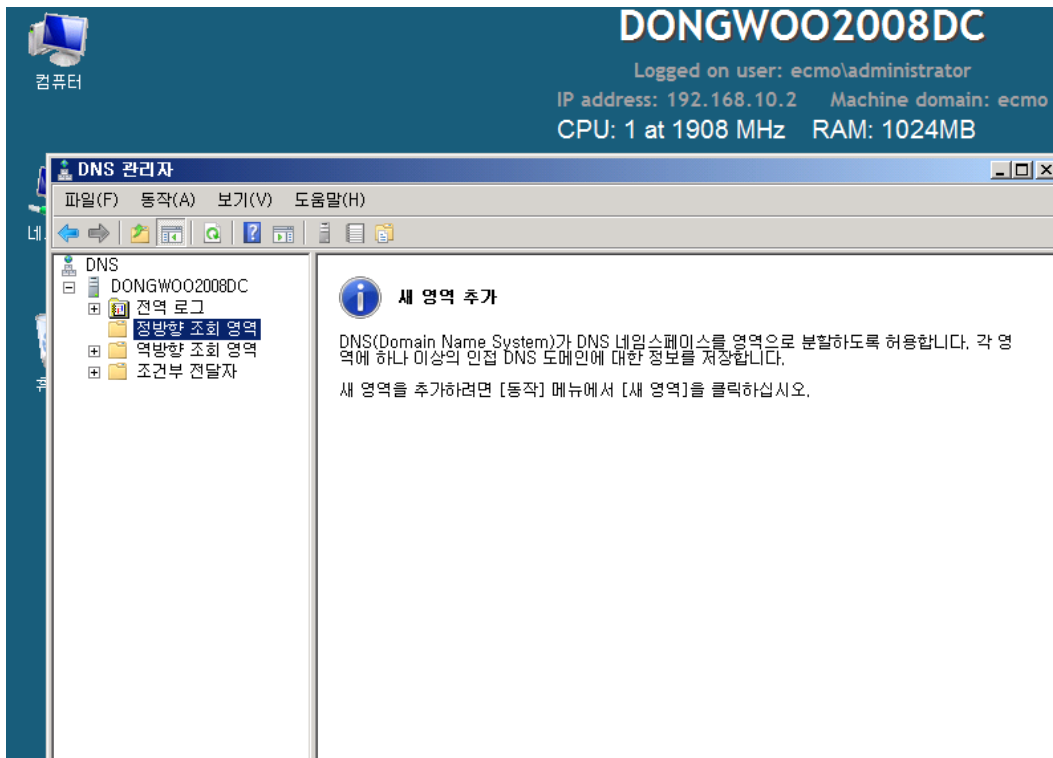 DONGWOO2008DC
컴퓨터
Logged on user: ecmo\administrator
IP address: 192.168.10.2 Machine domain: ecmo
CPU: 1 at 1908 MHz RAM: 1024MB
DNS 관리자
파일(F) 동작(A) 보기(V) 도움말(H)
네
DNS
DONGWOO2008DC
전역 로그
정방향 조회 영역
역방향 조회 영역
조건부 전달자
새 영역 추가
DNS(Domain Name System)가 DNS 네임스페이스를 영역으로 분할하도록 허용합니다. 각 영
역에 하나 이상의 인접 DNS 도메인에 대한 정보를 저장합니다.
새 영역을 추가하려면 [동작] 메뉴에서 [새 영역]을 클릭하십시오.